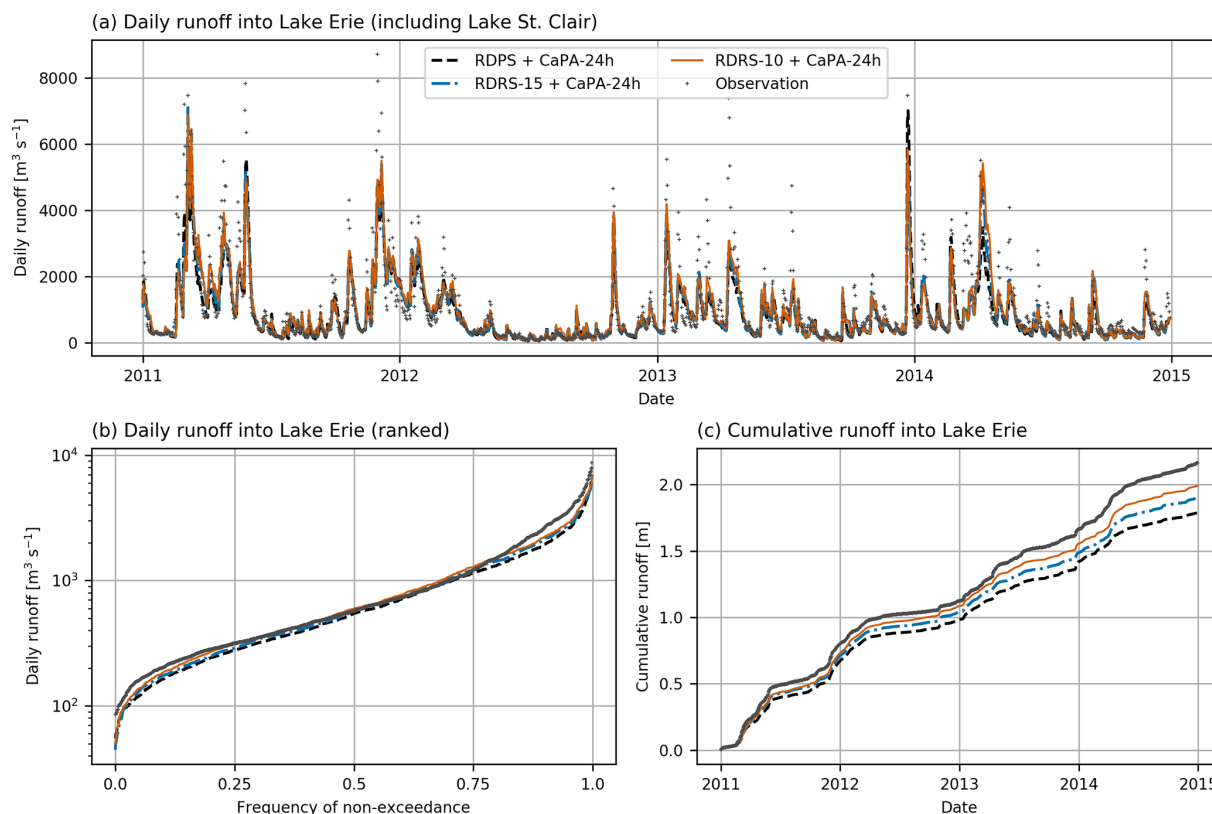 (a) Daily runoff into Lake Erie (including Lake St. Clair)
RDPS + CaPA-24h
RDRS-15 + CaPA-24h
RDRS-10 + CaPA-24h
Observation
Daily runoff [m³ s⁻¹]
8000
6000
4000
2000
0
2011
2012
2013
2014
2015
Date
(b) Daily runoff into Lake Erie (ranked)
Daily runoff [m³ s⁻¹]
10⁴
10³
10²
0.0
0.25
0.5
0.75
1.0
Frequency of non-exceedance
(c) Cumulative runoff into Lake Erie
Cumulative runoff [m]
2.0
1.5
1.0
0.5
0.0
2011
2012
2013
2014
2015
Date